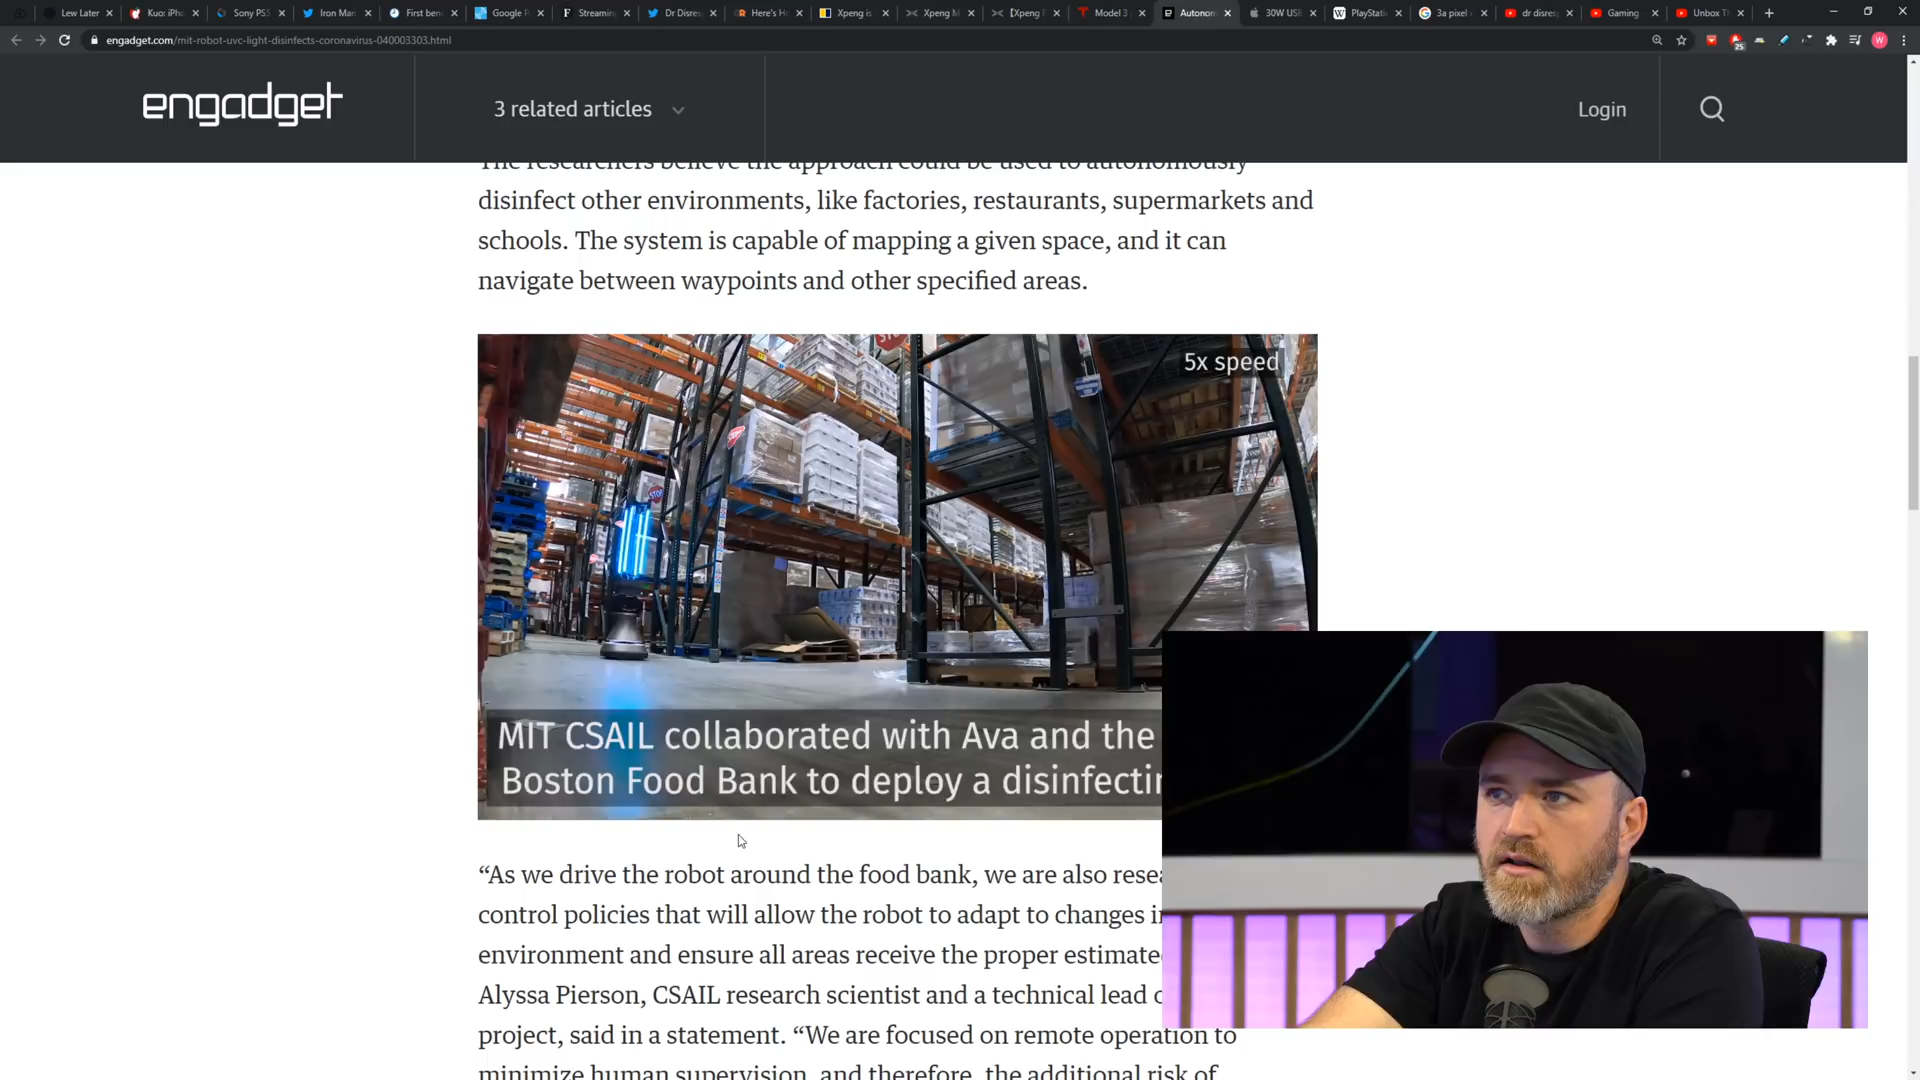 Lew Later
Kuo: iPh
Sony PS5
Iron Man
First ben
Google P
Streamin
Dr Disre
Here's H
Xpeng is
Xpeng M
[Xpeng
Model 3
Autonom
30W USB
PlayStati
3a pixel
dr disres
Gaming
Unbox T
engadget.com/mit-robot-uvc-light-disinfects-coronavirus-040003303.html
25
W
engadget
3 related articles
Login
The researchers believe the approach could be used to autonomously
disinfect other environments, like factories, restaurants, supermarkets and
schools. The system is capable of mapping a given space, and it can
navigate between waypoints and other specified areas.
5x speed
STOP
MIT CSAIL collaborated with Ava and the
Boston Food Bank to deploy a disinfectin
“As we drive the robot around the food bank, we are also resea
control policies that will allow the robot to adapt to changes i
environment and ensure all areas receive the proper estimate
Alyssa Pierson, CSAIL research scientist and a technical lead
project, said in a statement. “We are focused on remote operation to
minimize human supervision, and therefore, the additional risk of